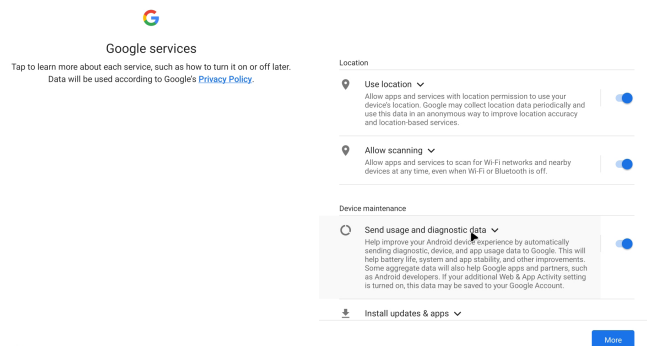 Google services
Tap to learn more about each service, such as how to turn it on or off later.
Data will be used according to Google's Privacy Policy.
Location
Use location
Allow apps and services with location permission to use your
device's location. Google may collect location data periodically and
use this data in an anonymous way to improve location accuracy
and location-based services.
Allow scanning
Allow apps and services to scan for Wi-Fi networks and nearby
devices at any time, even when Wi-Fi or Bluetooth is off.
Device maintenance
Send usage and diagnostic data
Help improve your Android device experience by automatically
sending diagnostic, device, and app usage data to Google. This will
help battery life, system and app stability, and other improvements.
Some aggregate data will also help Google apps and partners, such
as Android developers. If your additional Web & App Activity setting
is turned on, this data may be saved to your Google Account.
Install updates & apps
More